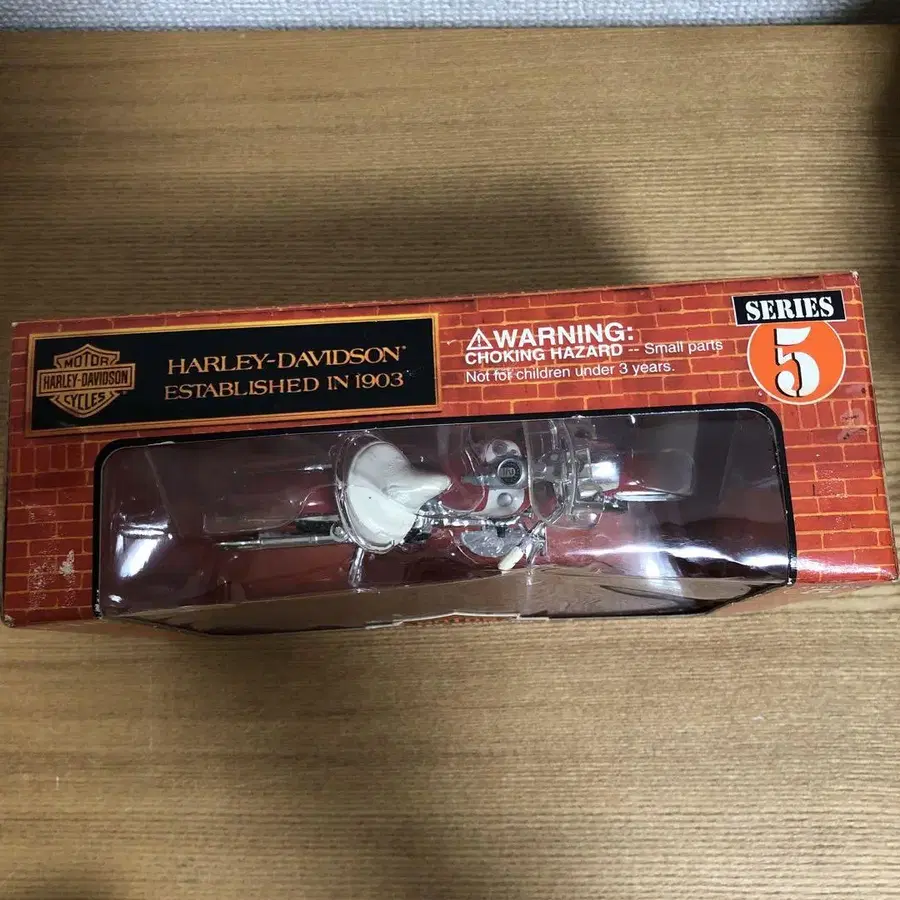 MOTOR
HARLEY-DAVIDSON
CYCLES
HARLEY-DAVIDSON®
ESTABLISHED IN 1903
⚠WARNING:
CHOKING HAZARD -- Small parts
Not for children under 3 years.
SERIES
5